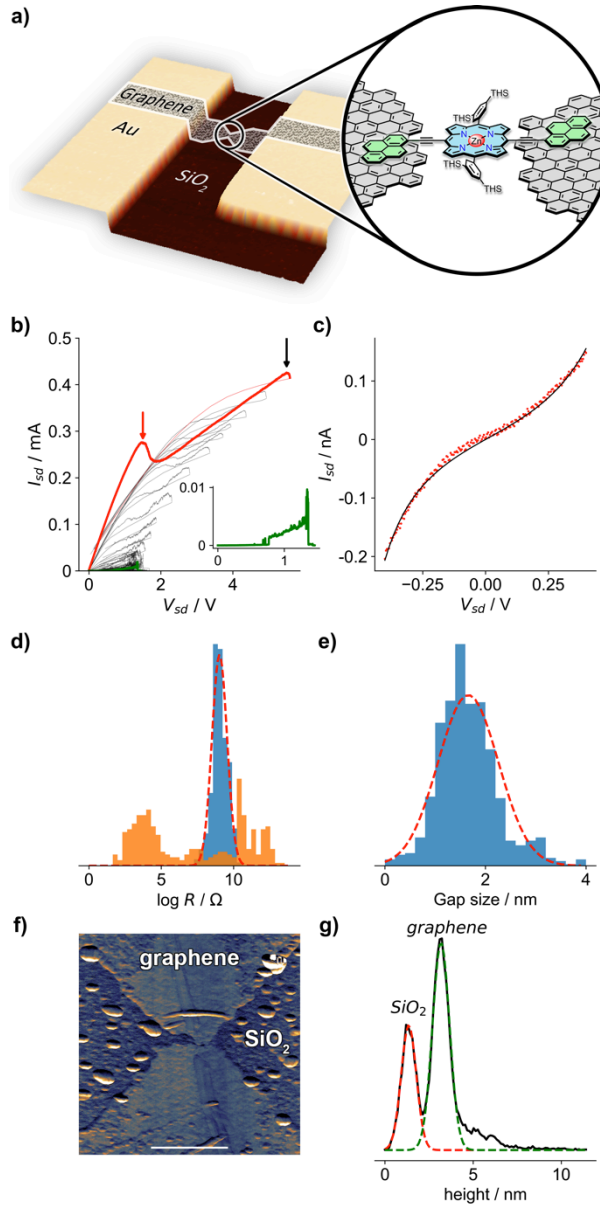 a)
Graphene
Au
SiO2
THS
THS
N
N
Zn
N
N
THS
THS
b)
0.5
0.4
0.3
0.2
0.1
0
Isd / mA
0.01
0
0
1
0
2
4
Vsd / V
c)
0.1
0
-0.1
-0.2
Isd / nA
−0.25
0.00
0.25
Vsd / V
d)
0
10
log R / Ω
e)
0
2
4
Gap size / nm
f)
graphene
SiO2
g)
graphene
SiO2
0
5
10
height / nm